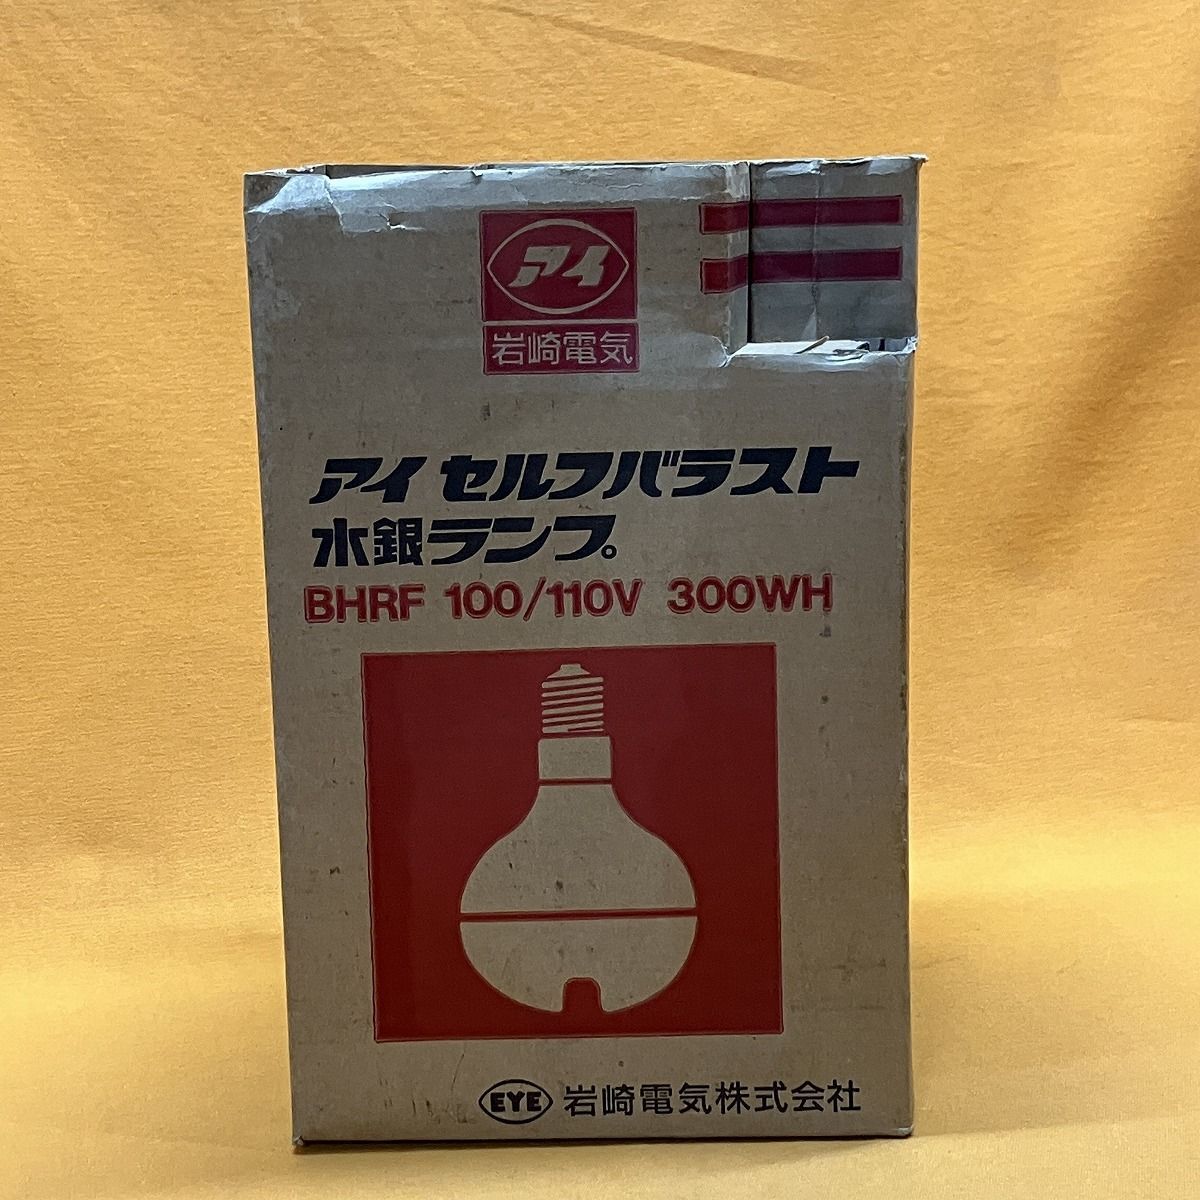 アイ
岩崎電気
アイ セルフバラスト
水銀ランプ
BHRF 100/110V 300WH
EYE 岩崎電気株式会社